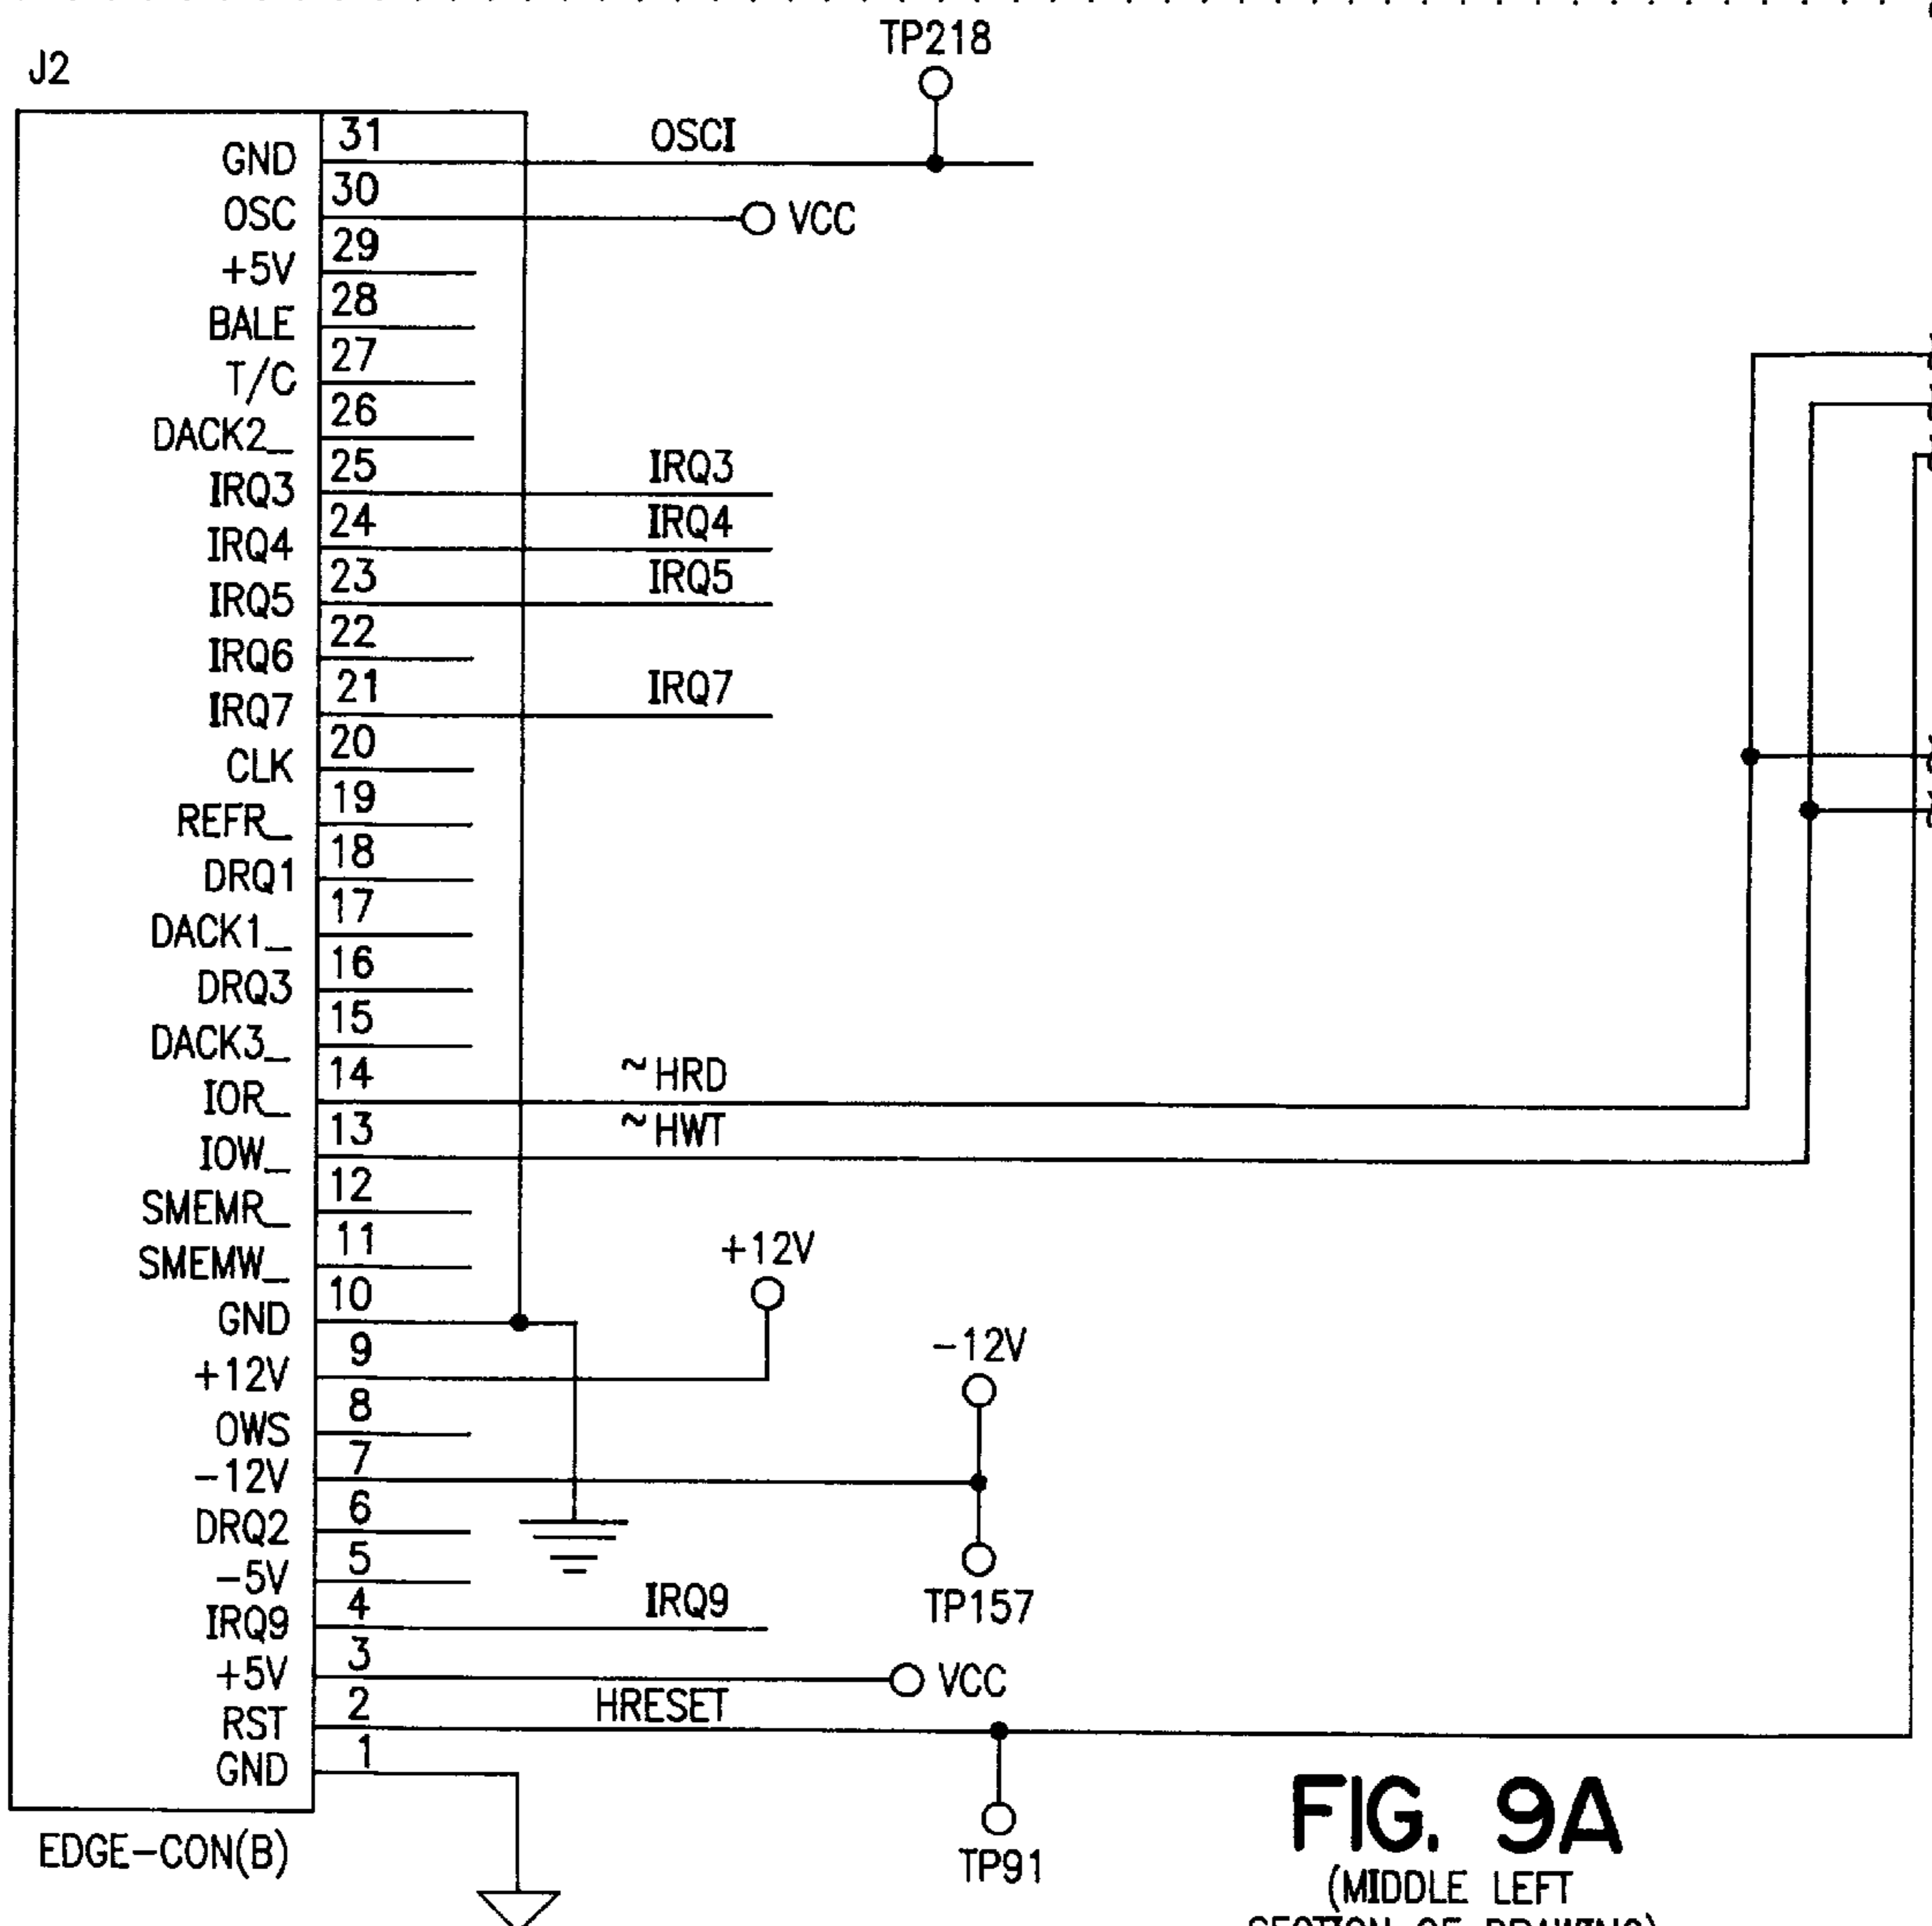 TP218
J2
GND 31 OSCI
OSC 30 VCC
+5V 29
BALE 28
T/C 27
DACK2_ 26
IRQ3 25 IRQ3
IRQ4 24 IRQ4
IRQ5 23 IRQ5
IRQ6 22
IRQ7 21 IRQ7
CLK 20
REFR_ 19
DRQ1 18
DACK1_ 17
DRQ3 16
DACK3_ 15
IOR_ 14 ~HRD
IOW_ 13 ~HWT
SMEMR_ 12
SMEMW_ 11
+12V
GND 10
+12V 9
-12V
OWS 8
-12V 7
DRQ2 6
-5V 5
TP157
IRQ9 4 IRQ9
+5V 3 VCC
RST 2 HRESET
GND 1
TP91
EDGE-CON(B)
FIG. 9A
(MIDDLE LEFT
SECTION OF DRAWING)